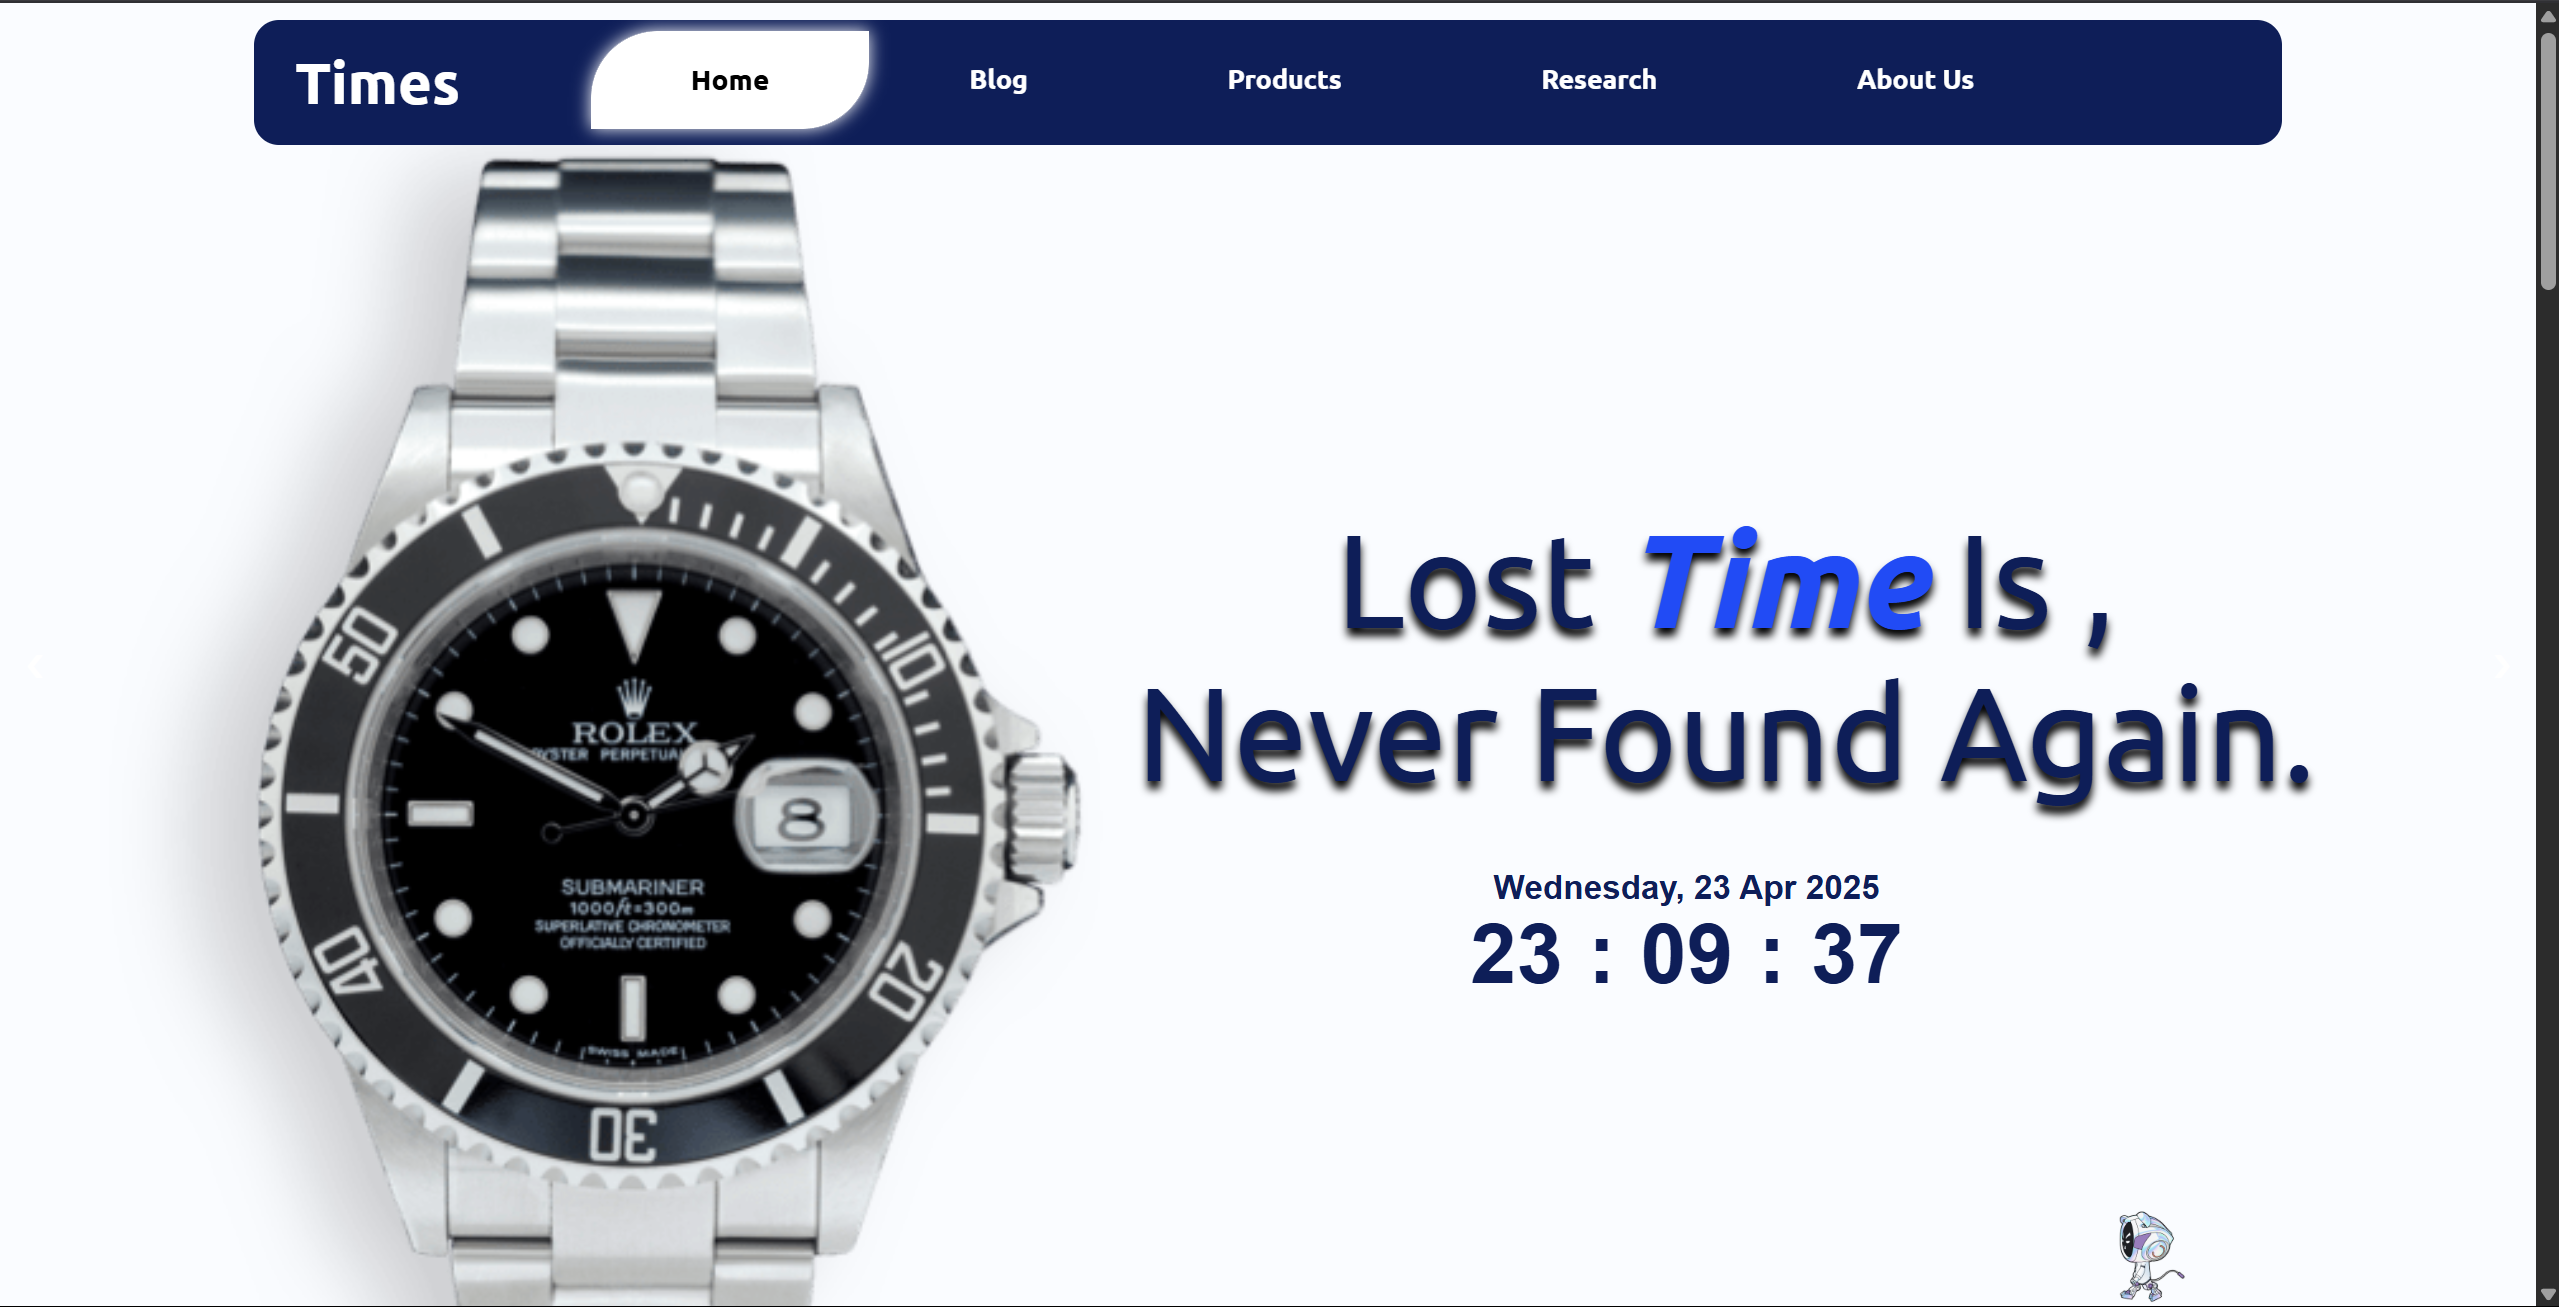 Times
Home
Blog
Products
Research
About Us
Lost Time Is ,
Never Found Again.
Wednesday, 23 Apr 2025
23 : 09 : 37
10
20
30
40
50
ROLEX
OYSTER PERPETUAL
8
SUBMARINER
1000ft=300m
SUPERLATIVE CHRONOMETER
OFFICIALLY CERTIFIED
SWISS MADE